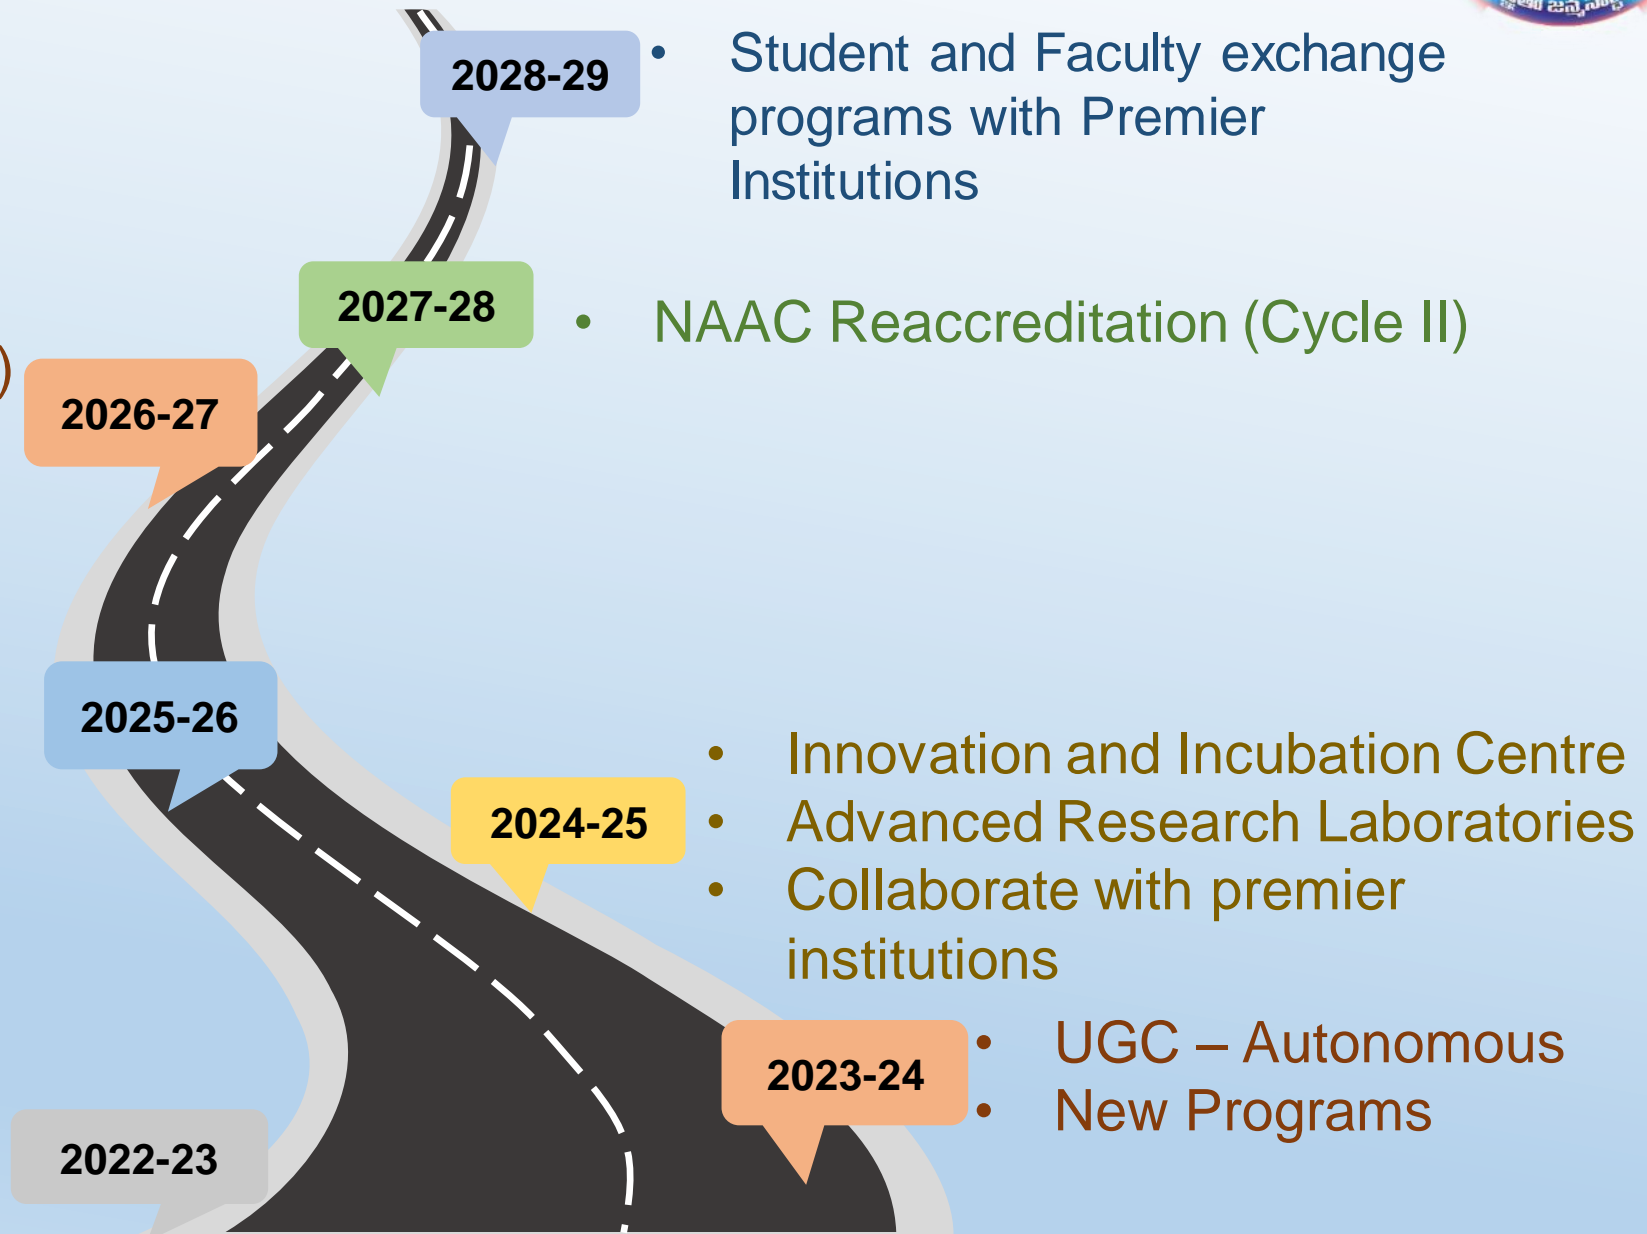 2028-29
• Student and Faculty exchange
programs with Premier
Institutions
2027-28
• NAAC Reaccreditation (Cycle II)
)
2026-27
2025-26
2024-25
• Innovation and Incubation Centre
• Advanced Research Laboratories
• Collaborate with premier
institutions
2023-24
• UGC – Autonomous
• New Programs
2022-23